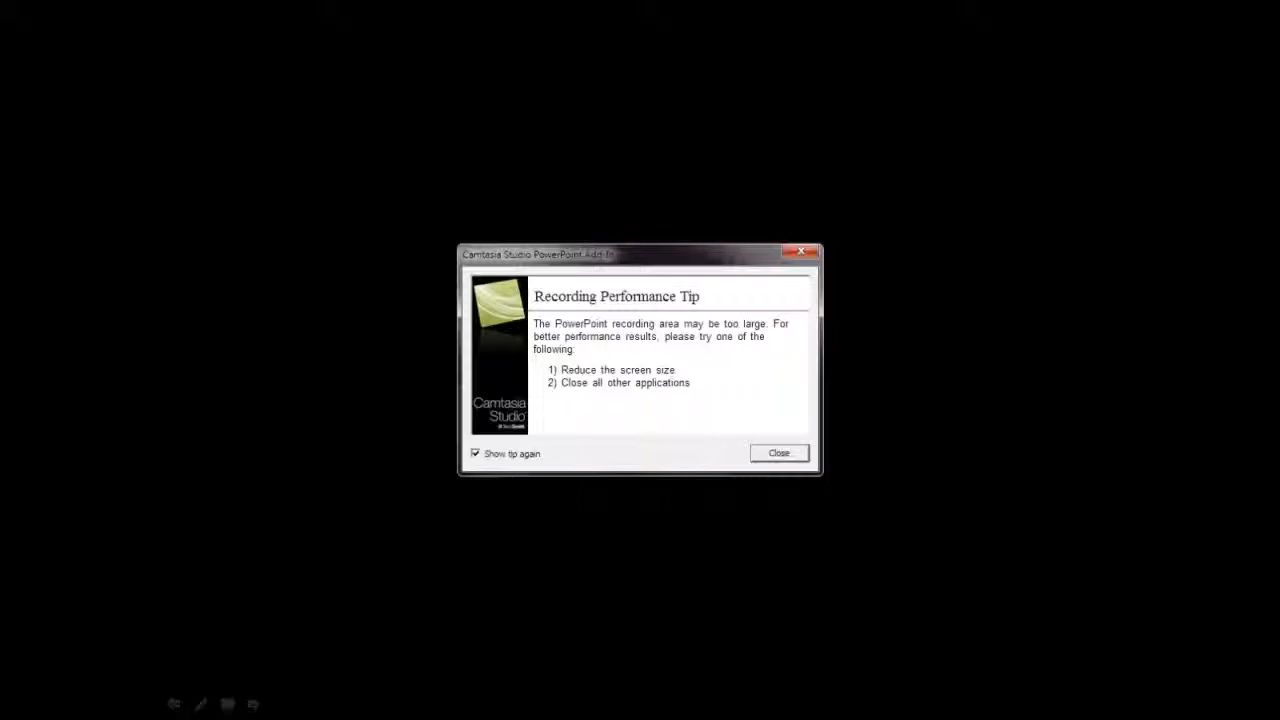 Camtasia Studio PowerPoint Add-In
Recording Performance Tip
The PowerPoint recording area may be too large. For
better performance results, please try one of the
following:
1) Reduce the screen size
2) Close all other applications
Camtasia
Studio
TechSmith
Show tip again
Close